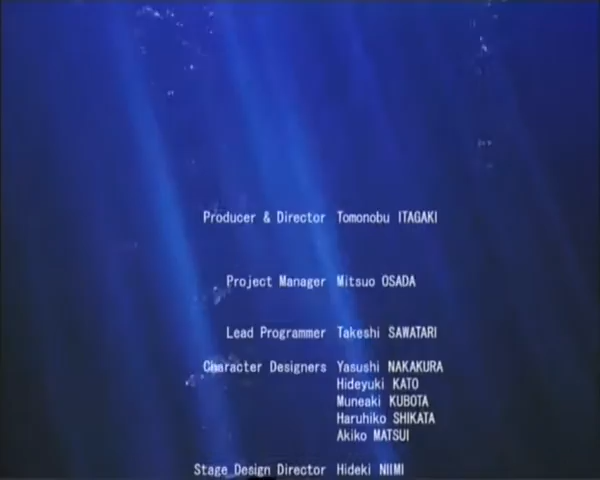 Producer & Director Tomonobu ITAGAKI
Project Manager Mitsuo OSADA
Lead Programmer Takeshi SAWATARI
Character Designers Yasushi NAKAKURA
Hideyuki KATO
Muneaki KUBOTA
Haruhiko SHIKATA
Akiko MATSUI
Stage Design Director Hideki NIIMI